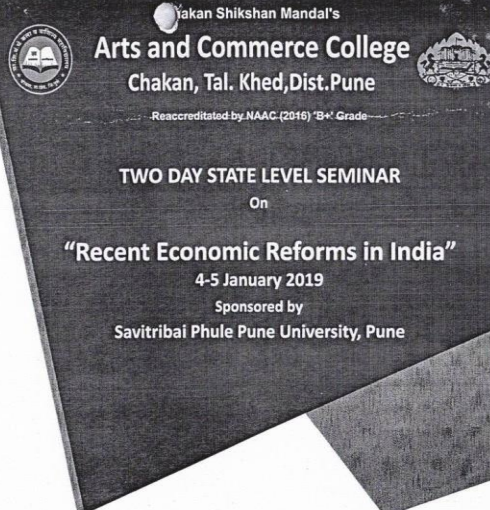 akan Shikshan Mandal's
Arts and Commerce College
Chakan, Tal. Khed,Dist.Pune
Reaccreditated by NAAC (2016) 'B+' Grade
TWO DAY STATE LEVEL SEMINAR
On
“Recent Economic Reforms in India”
4-5 January 2019
Sponsored by
Savitribai Phule Pune University, Pune